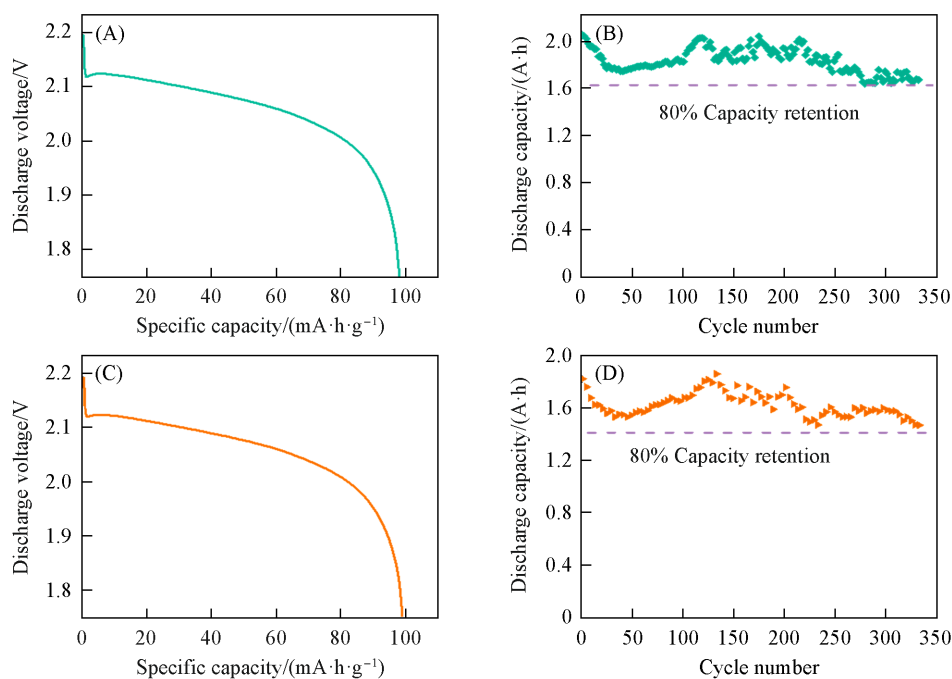 (A)
2.2
2.1
2.0
1.9
1.8
Discharge voltage/V
0 20 40 60 80 100
Specific capacity/(mA·h·g⁻¹)
(B)
2.0
1.6
1.2
0.8
0.4
0
Discharge capacity/(A·h)
80% Capacity retention
0 50 100 150 200 250 300 350
Cycle number
(C)
2.2
2.1
2.0
1.9
1.8
Discharge voltage/V
0 20 40 60 80 100
Specific capacity/(mA·h·g⁻¹)
(D)
2.0
1.6
1.2
0.8
0.4
0
Discharge capacity/(A·h)
80% Capacity retention
0 50 100 150 200 250 300 350
Cycle number